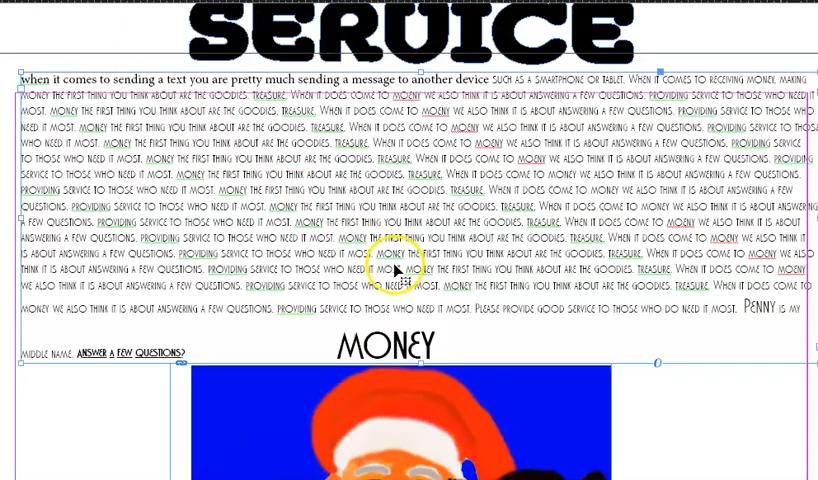 SERVICE
when it comes to sending a text you are pretty much sending a message to another device such as a smartphone or tablet. When it comes to receiving money, making
money the first thing you think about are the goodies. treasure. When it does come to moeny we also think it is about answering a few questions. providing service to those who need it
most. money the first thing you think about are the goodies. treasure. When it does come to moeny we also think it is about answering a few questions. providing service to those who
need it most. money the first thing you think about are the goodies. treasure. When it does come to moeny we also think it is about answering a few questions. providing service to those
who need it most. money the first thing you think about are the goodies. treasure. When it does come to moeny we also think it is about answering a few questions. providing service
to those who need it most. money the first thing you think about are the goodies. treasure. When it does come to moeny we also think it is about answering a few questions. providing
service to those who need it most. money the first thing you think about are the goodies. treasure. When it does come to moeny we also think it is about answering a few questions.
providing service to those who need it most. money the first thing you think about are the goodies. treasure. When it does come to money we also think it is about answering a few
questions. providing service to those who need it most. money the first thing you think about are the goodies. treasure. When it does come to moeny we also think it is about answering
a few questions. providing service to those who need it most. money the first thing you think about are the goodies. treasure. When it does come to moeny we also think it is about
answering a few questions. providing service to those who need it most. money the first thing you think about are the goodies. treasure. When it does come to moeny we also think it
is about answering a few questions. providing service to those who need it most. money the first thing you think about are the goodies. treasure. When it does come to moeny we also
think it is about answering a few questions. providing service to those who need it most. money the first thing you think about are the goodies. treasure. When it does come to moeny
we also think it is about answering a few questions. providing service to those who need it most. money the first thing you think about are the goodies. treasure. When it does come to
money we also think it is about answering a few questions. providing service to those who need it most. Please provide good service to those who do need it most. Penny is my
middle name. answer a few questions? MONEY